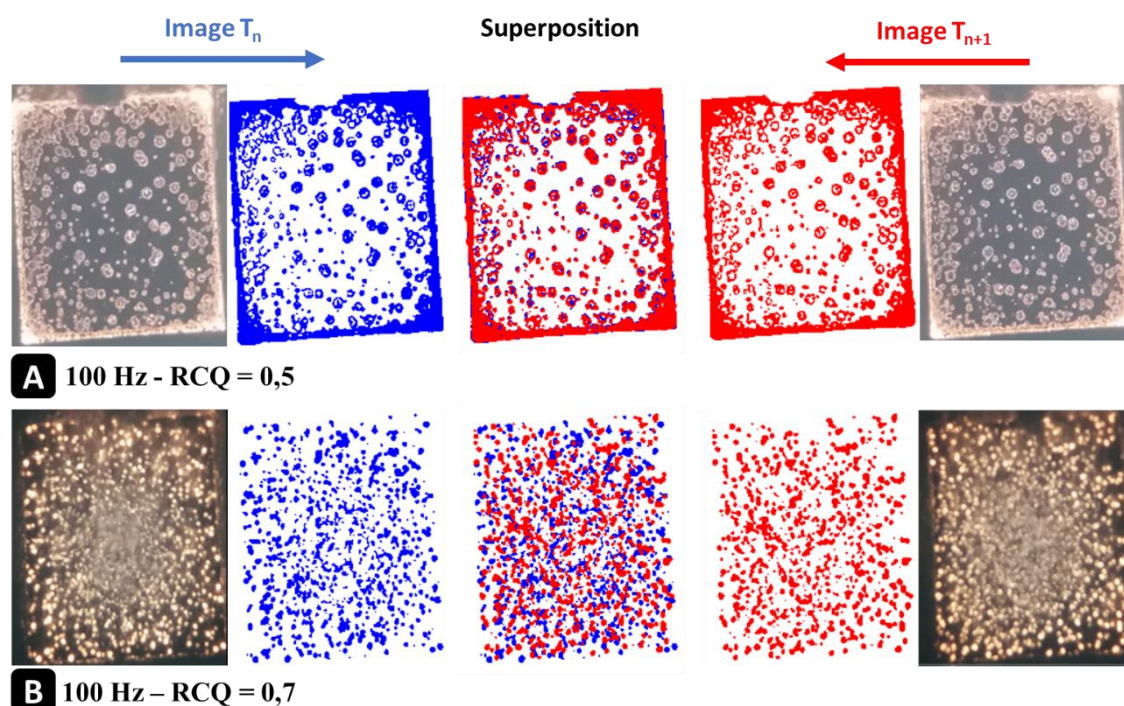 Image Tn
Superposition
Image Tn+1
A 100 Hz - RCQ = 0,5
B 100 Hz – RCQ = 0,7